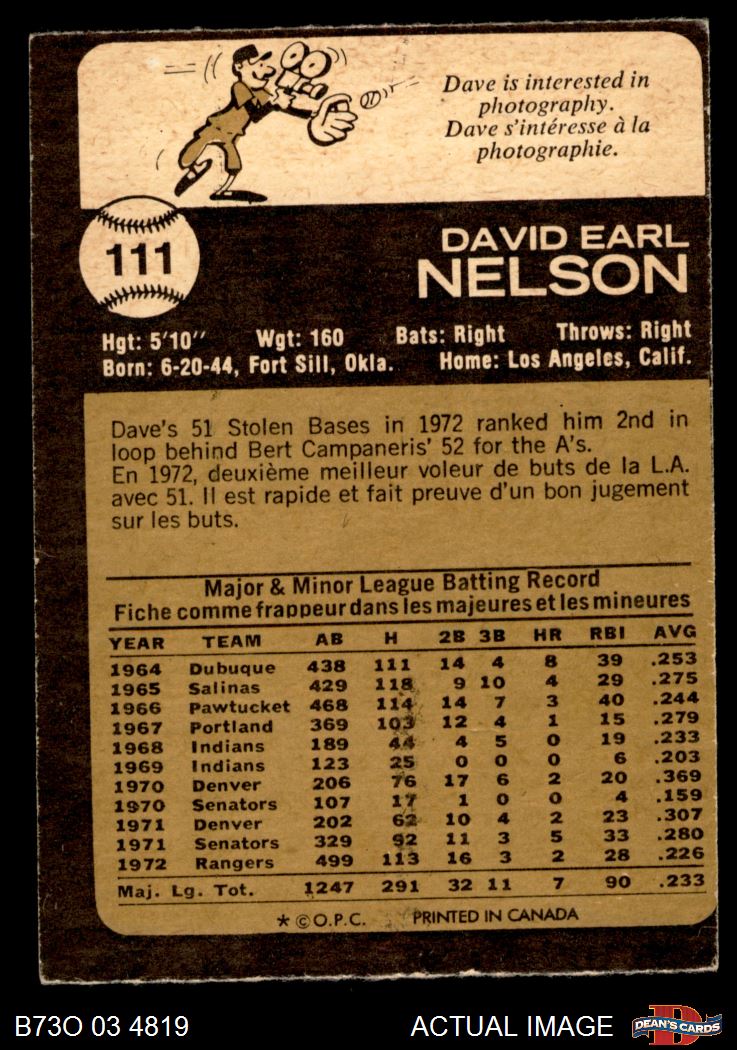 Dave is interested in
photography.
Dave s'intéresse à la
photographie.
111
DAVID EARL
NELSON
Hgt: 5'10" Wgt: 160 Bats: Right Throws: Right
Born: 6-20-44, Fort Sill, Okla. Home: Los Angeles, Calif.
Dave's 51 Stolen Bases in 1972 ranked him 2nd in
loop behind Bert Campaneris' 52 for the A's.
En 1972, deuxième meilleur voleur de buts de la L.A.
avec 51. Il est rapide et fait preuve d'un bon jugement
sur les buts.
Major & Minor League Batting Record
Fiche comme frappeur dans les majeures et les mineures
YEAR TEAM AB H 2B 3B HR RBI AVG
1964 Dubuque 438 111 14 4 8 39 .253
1965 Salinas 429 118 9 10 4 29 .275
1966 Pawtucket 468 114 14 7 3 40 .244
1967 Portland 369 103 12 4 1 15 .279
1968 Indians 189 44 4 5 0 19 .233
1969 Indians 123 25 0 0 0 6 .203
1970 Denver 206 76 17 6 2 20 .369
1970 Senators 107 17 1 0 0 4 .159
1971 Denver 202 62 10 4 2 23 .307
1971 Senators 329 92 11 3 5 33 .280
1972 Rangers 499 113 16 3 2 28 .226
Maj. Lg. Tot. 1247 291 32 11 7 90 .233
* © O.P.C. PRINTED IN CANADA
B73O 03 4819 ACTUAL IMAGE DEAN'S CARDS